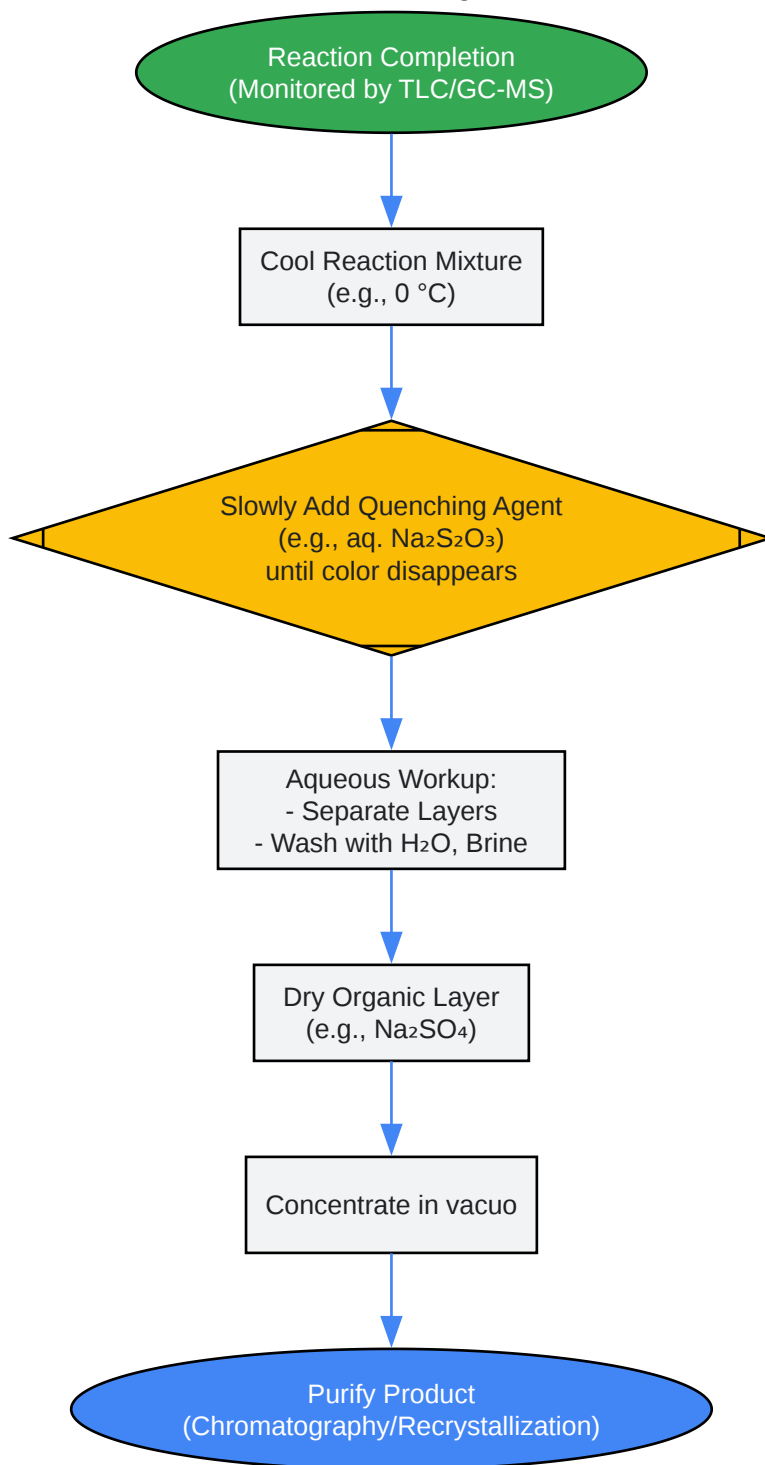 Reaction Completion
(Monitored by TLC/GC-MS)
Cool Reaction Mixture
(e.g., 0 °C)
Slowly Add Quenching Agent
(e.g., aq. Na₂S₂O₃)
until color disappears
Aqueous Workup:
- Separate Layers
- Wash with H₂O, Brine
Dry Organic Layer
(e.g., Na₂SO₄)
Concentrate in vacuo
Purify Product
(Chromatography/Recrystallization)